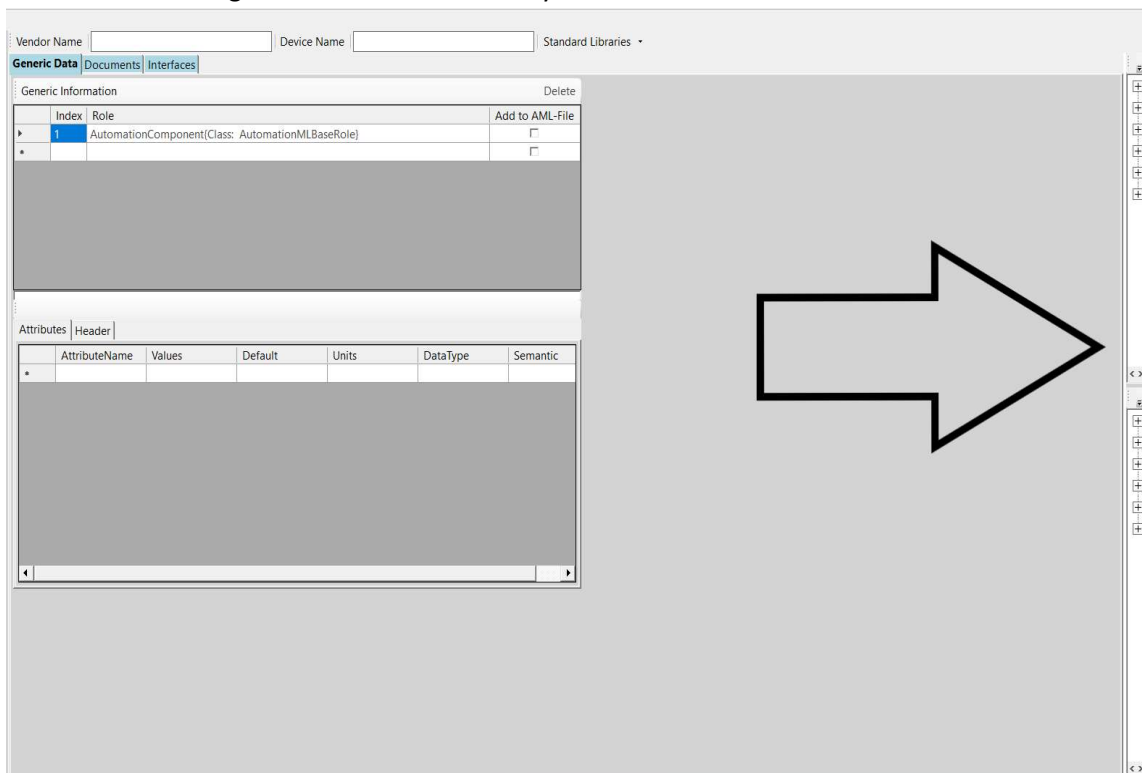 Vendor Name Device Name Standard Libraries
Generic Data Documents Interfaces
Generic Information Delete
Index Role Add to AML-File
1 AutomationComponent(Class: AutomationMLBaseRole)
Attributes Header
AttributeName Values Default Units DataType Semantic